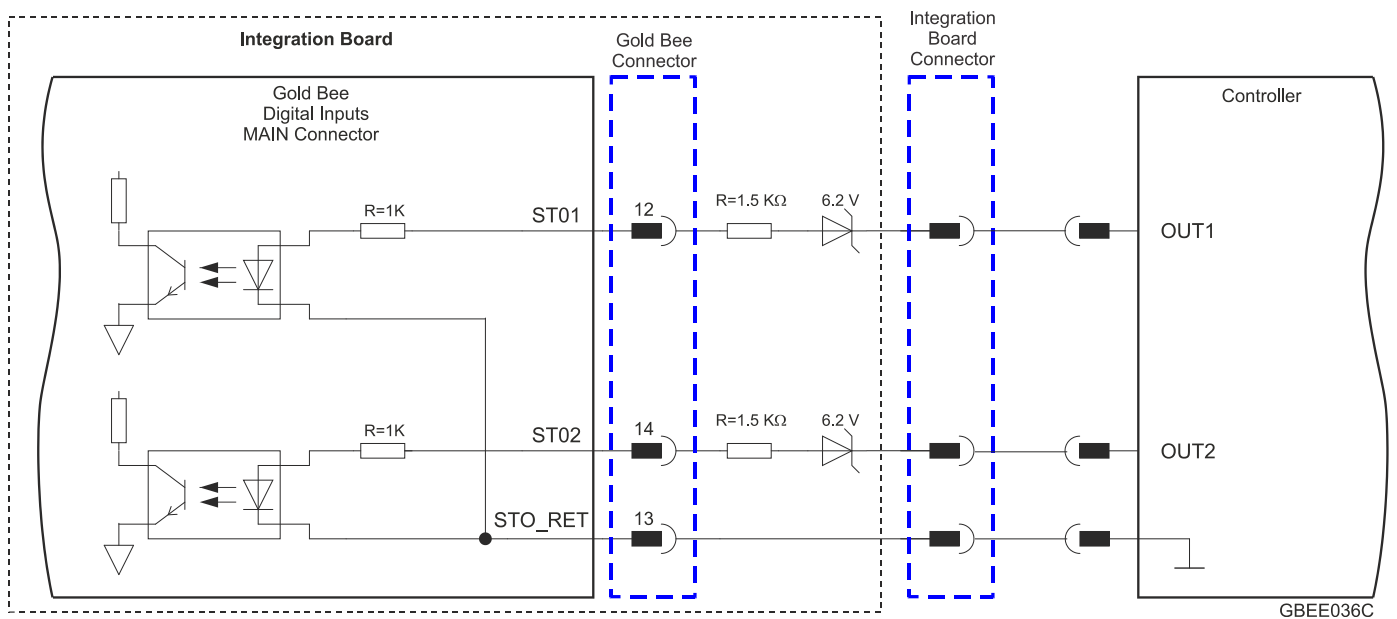 Integration Board
Gold Bee
Connector
Integration
Board
Connector
Gold Bee
Digital Inputs
MAIN Connector
Controller
R=1K
ST01
12
R=1.5 KΩ
6.2 V
OUT1
R=1K
ST02
14
R=1.5 KΩ
6.2 V
OUT2
STO_RET
13
GBEE036C